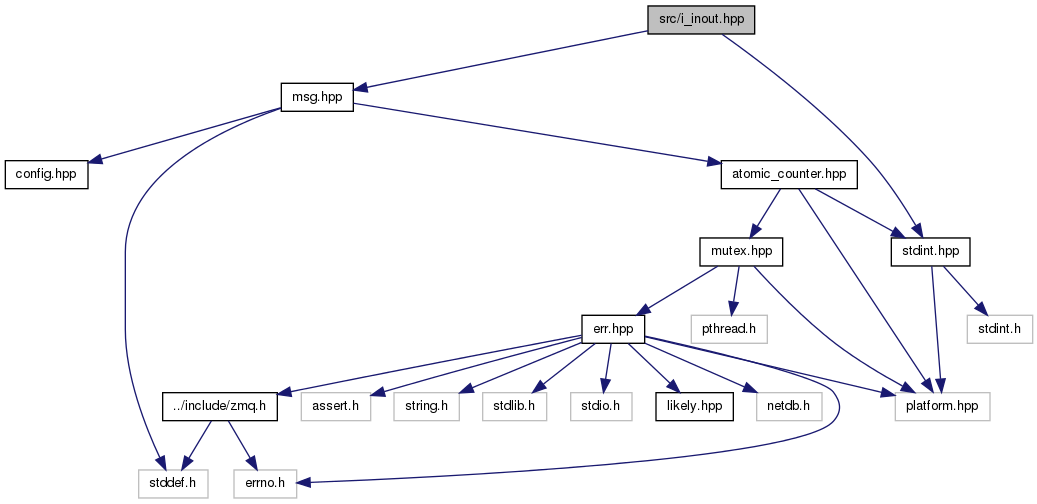 src/i_inout.hpp
msg.hpp
config.hpp
atomic_counter.hpp
mutex.hpp
stdint.hpp
err.hpp
pthread.h
stdint.h
../include/zmq.h
assert.h
string.h
stdlib.h
stdio.h
likely.hpp
netdb.h
platform.hpp
stddef.h
errno.h